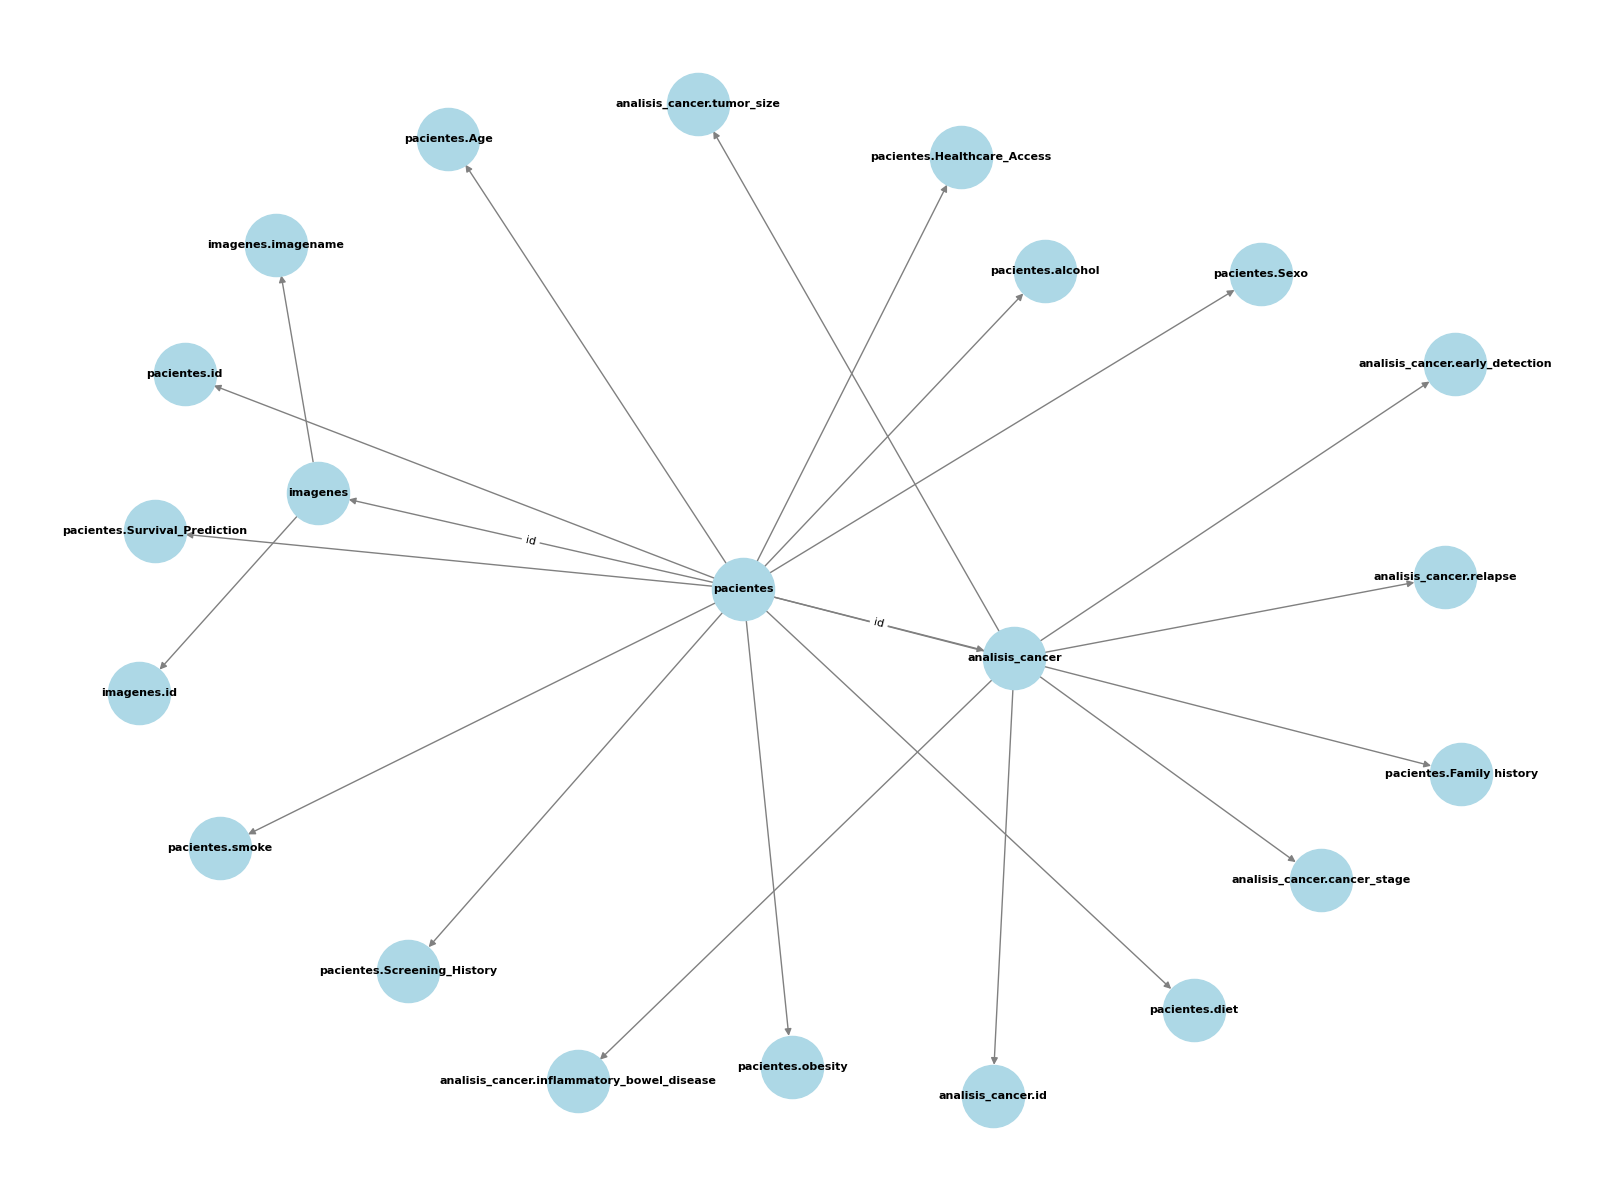 analisis_cancer.tumor_size
pacientes.Age
pacientes.Healthcare_Access
imagenes.imagename
pacientes.alcohol
pacientes.Sexo
analisis_cancer.early_detection
pacientes.id
imagenes
pacientes.Survival_Prediction
id
analisis_cancer.relapse
pacientes
id
analisis_cancer
imagenes.id
pacientes.Family history
pacientes.smoke
analisis_cancer.cancer_stage
pacientes.Screening_History
pacientes.diet
pacientes.obesity
analisis_cancer.inflammatory_bowel_disease
analisis_cancer.id